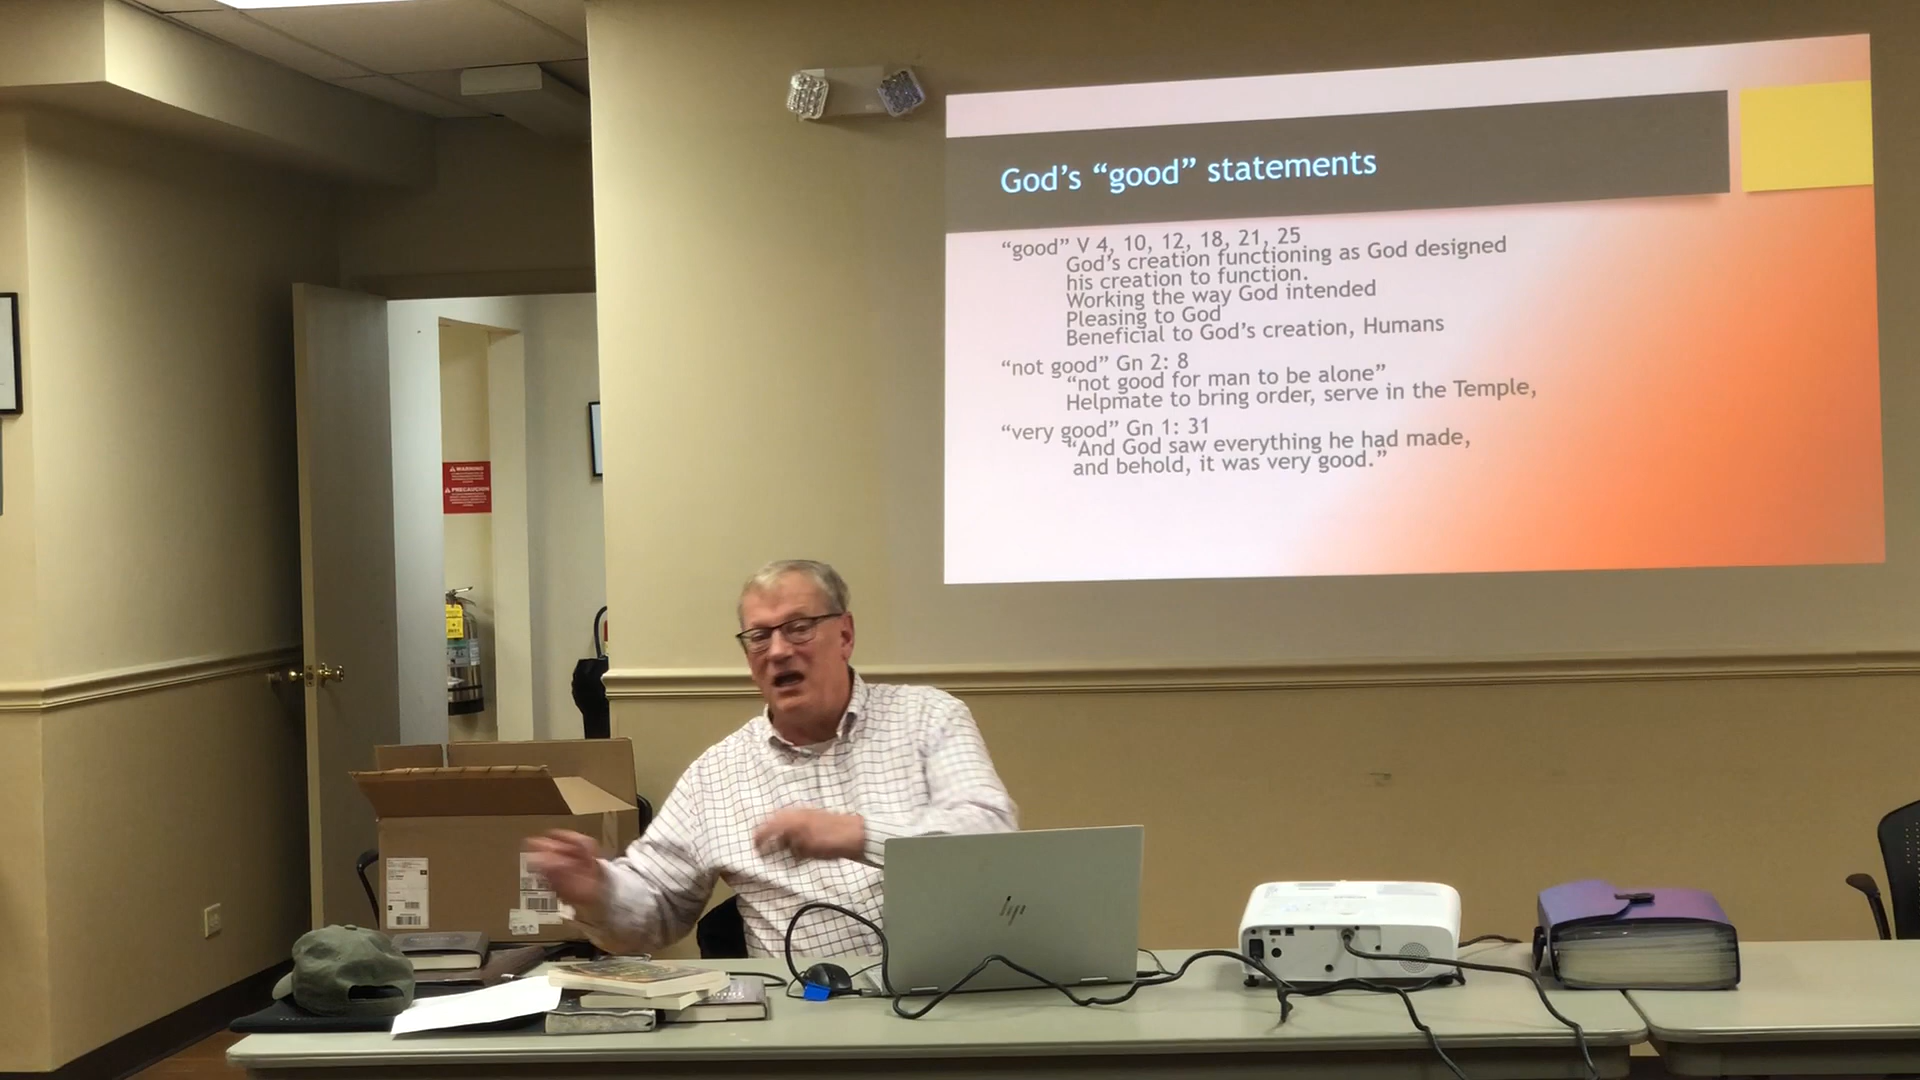 God's “good” statements
“good” V 4, 10, 12, 18, 21, 25
God's creation functioning as God designed
his creation to function.
Working the way God intended
Pleasing to God
Beneficial to God's creation, Humans
“not good” Gn 2: 8
“not good for man to be alone”
Helpmate to bring order, serve in the Temple,
“very good” Gn 1: 31
“And God saw everything he had made,
and behold, it was very good.”
WARNING
PRECAUCION
hp